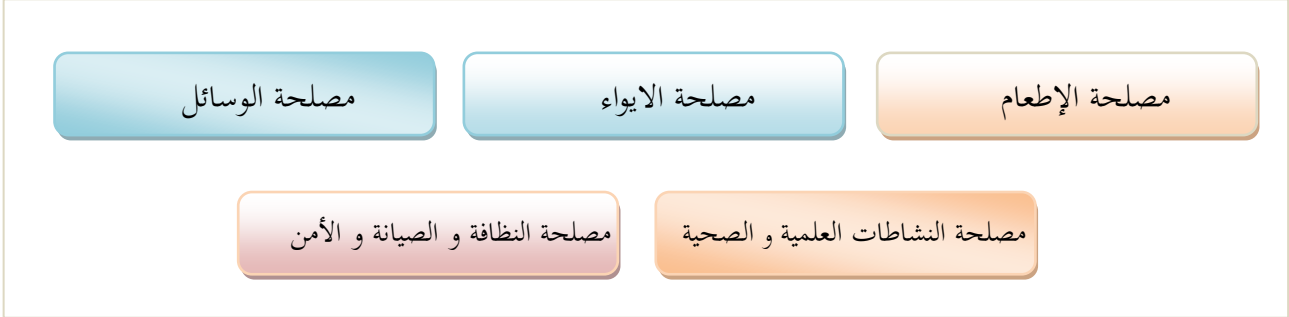 مصلحة الإطعام
مصلحة الايواء
مصلحة الوسائل
مصلحة النشاطات العلمية و الصحية
مصلحة النظافة و الصيانة و الأمن